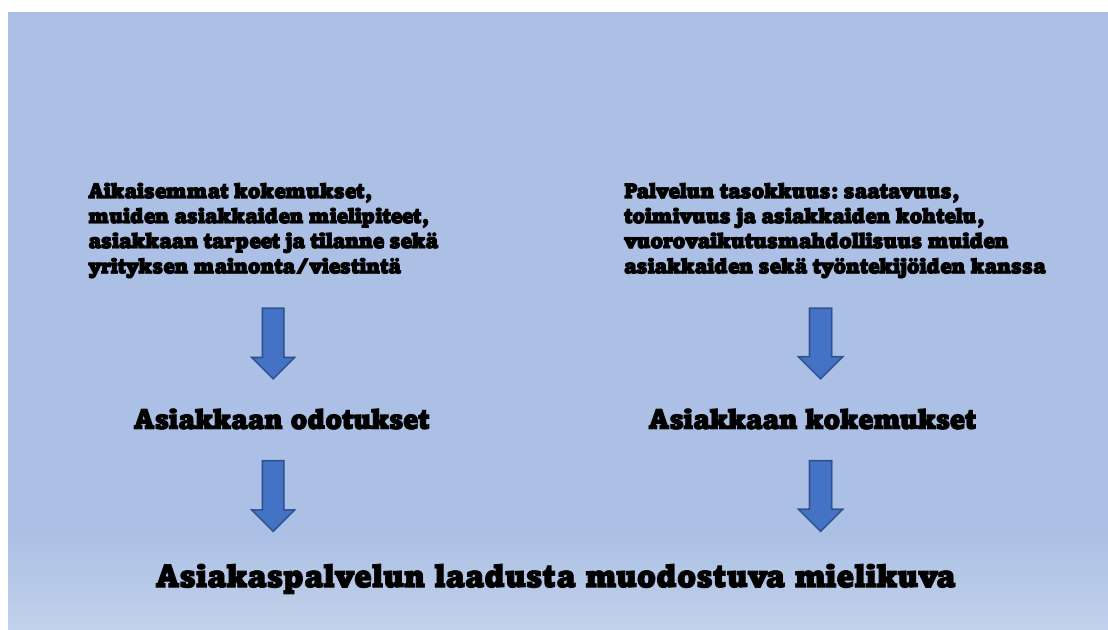 Aikaisemmat kokemukset,
muiden asiakkaiden mielipiteet,
asiakkaan tarpeet ja tilanne sekä
yrityksen mainonta/viestintä
Palvelun tasokkuus: saatavuus,
toimivuus ja asiakkaiden kohtelu,
vuorovaikutusmahdollisuus muiden
asiakkaiden sekä työntekijöiden kanssa
Asiakkaan odotukset
Asiakkaan kokemukset
Asiakaspalvelun laadusta muodostuva mielikuva